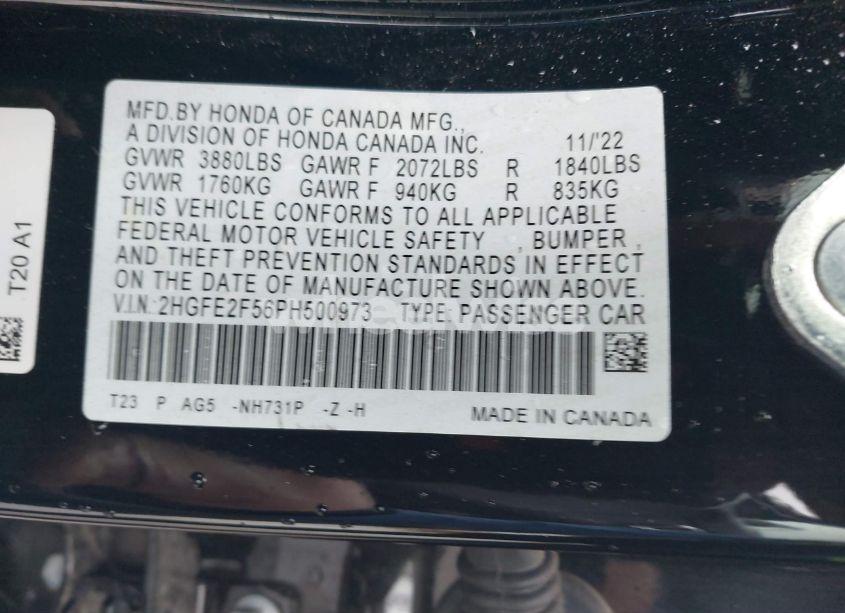 MFD.BY HONDA OF CANADA MFG.,
A DIVISION OF HONDA CANADA INC. 11/'22
GVWR 3880LBS GAWR F 2072LBS R 1840LBS
GVWR 1760KG GAWR F 940KG R 835KG
THIS VEHICLE CONFORMS TO ALL APPLICABLE
FEDERAL MOTOR VEHICLE SAFETY , BUMPER ,
AND THEFT PREVENTION STANDARDS IN EFFECT
ON THE DATE OF MANUFACTURE SHOWN ABOVE.
V.I.N.:2HGFE2F56PH500973 TYPE: PASSENGER CAR
T23 P AG5 -NH731P -Z -H MADE IN CANADA
T20 A1